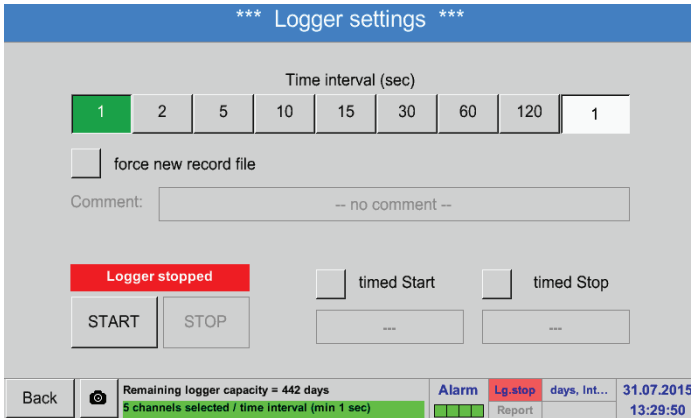 *** Logger settings ***
Time interval (sec)
1 2 5 10 15 30 60 120 1
force new record file
Comment: -- no comment --
Logger stopped
timed Start timed Stop
START STOP --- ---
Back Remaining logger capacity = 442 days Alarm Lg.stop days, Int... 31.07.2015
5 channels selected / time interval (min 1 sec) Report 13:29:50